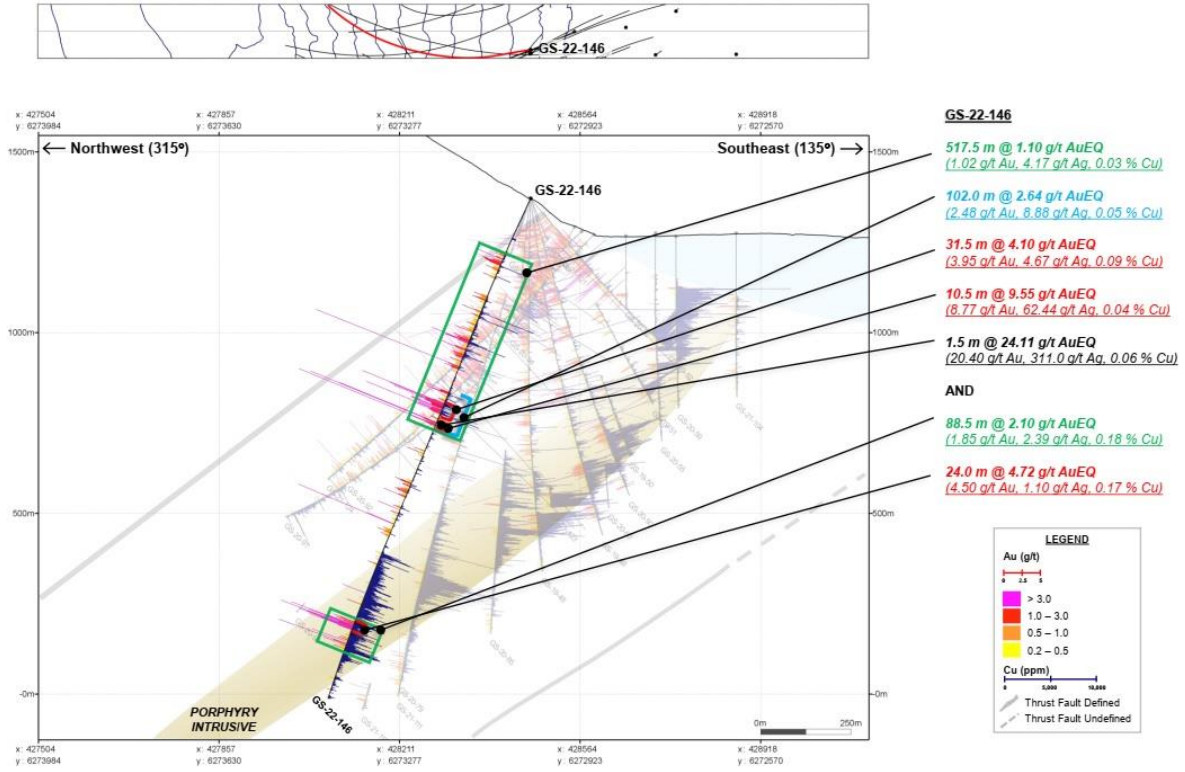 GS-22-146
x: 427504 x: 427857 x: 428211 x: 428564 x: 428918
y: 6273984 y: 6273630 y: 6273277 y: 6272923 y: 6272570
1500m ← Northwest (315º) Southeast (135º) → 1500m
GS-22-146
1000m 1000m
500m 500m
-0m -0m
GS-22-146
PORPHYRY
INTRUSIVE
0m 250m
x: 427504 x: 427857 x: 428211 x: 428564 x: 428918
y: 6273984 y: 6273630 y: 6273277 y: 6272923 y: 6272570
GS-22-146
517.5 m @ 1.10 g/t AuEQ
(1.02 g/t Au, 4.17 g/t Ag, 0.03 % Cu)
102.0 m @ 2.64 g/t AuEQ
(2.48 g/t Au, 8.88 g/t Ag, 0.05 % Cu)
31.5 m @ 4.10 g/t AuEQ
(3.95 g/t Au, 4.67 g/t Ag, 0.09 % Cu)
10.5 m @ 9.55 g/t AuEQ
(8.77 g/t Au, 62.44 g/t Ag, 0.04 % Cu)
1.5 m @ 24.11 g/t AuEQ
(20.40 g/t Au, 311.0 g/t Ag, 0.06 % Cu)
AND
88.5 m @ 2.10 g/t AuEQ
(1.85 g/t Au, 2.39 g/t Ag, 0.18 % Cu)
24.0 m @ 4.72 g/t AuEQ
(4.50 g/t Au, 1.10 g/t Ag, 0.17 % Cu)
LEGEND
Au (g/t)
0 2.5 5
> 3.0
1.0 – 3.0
0.5 – 1.0
0.2 – 0.5
Cu (ppm)
0 5,000 10,000
Thrust Fault Defined
Thrust Fault Undefined